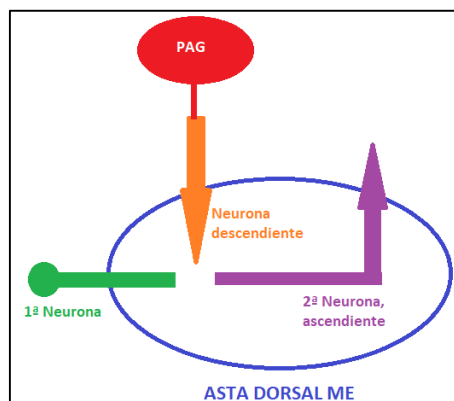 PAG
Neurona
descendiente
1ª Neurona
2ª Neurona,
ascendiente
ASTA DORSAL ME